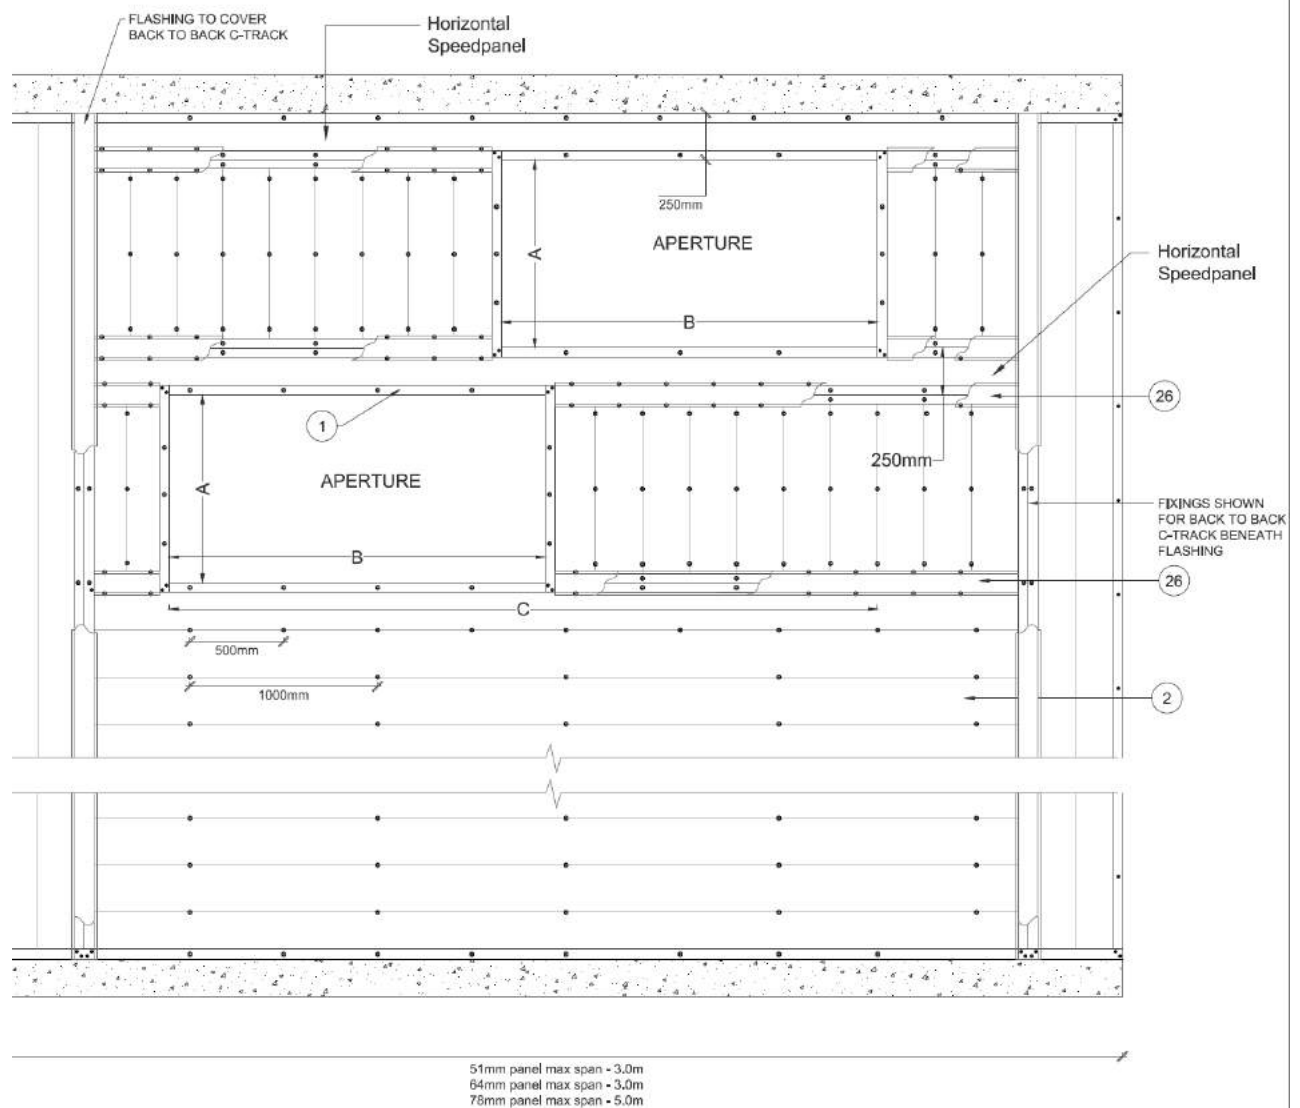 FLASHING TO COVER
BACK TO BACK C-TRACK
Horizontal
Speedpanel
250mm
A
APERTURE
B
Horizontal
Speedpanel
26
1
250mm
A
APERTURE
B
FIXINGS SHOWN
FOR BACK TO BACK
C-TRACK BENEATH
FLASHING
26
C
500mm
1000mm
2
51mm panel max span - 3.0m
64mm panel max span - 3.0m
78mm panel max span - 5.0m